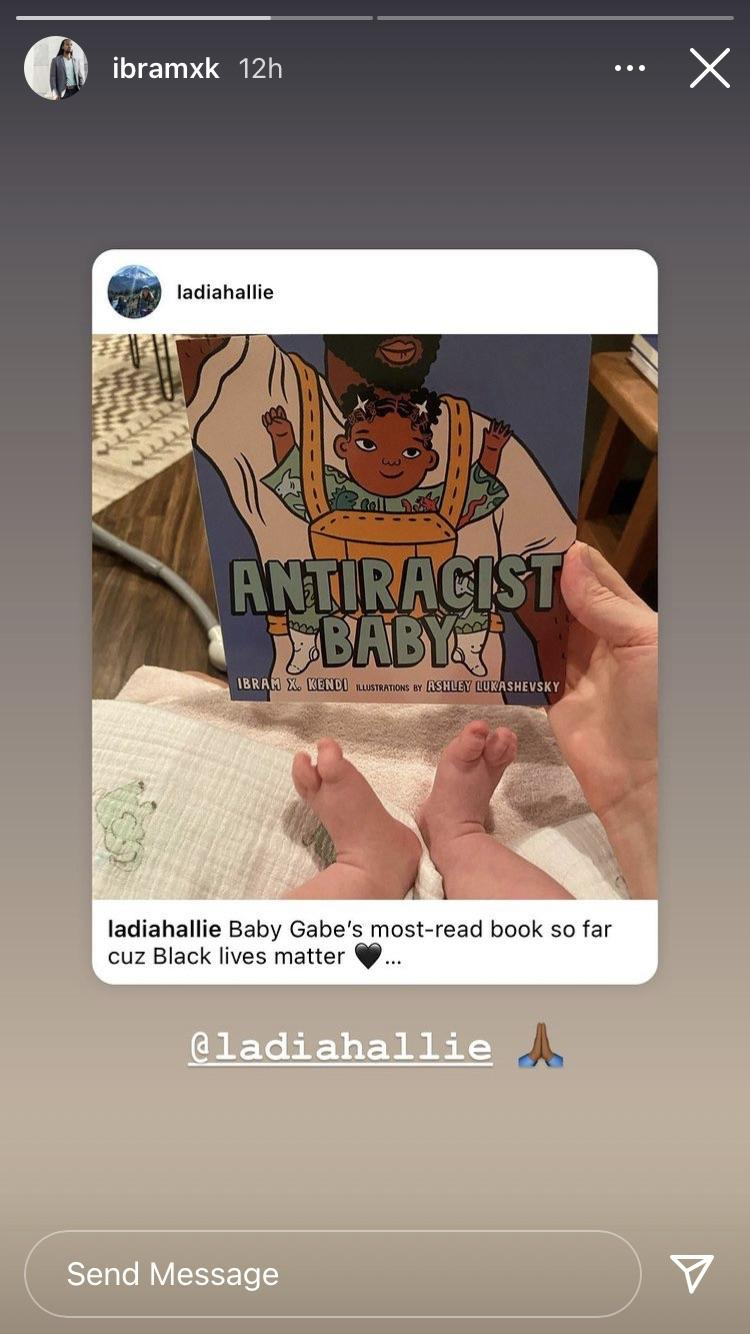 ibramxk 12h
ladiahallie
ANTIRACIST
BABY
IBRAM X. KENDI ILLUSTRATIONS BY ASHLEY LUKASHEVSKY
ladiahallie Baby Gabe's most-read book so far
cuz Black lives matter 🖤...
@ladiahallie 🙏🏾
Send Message